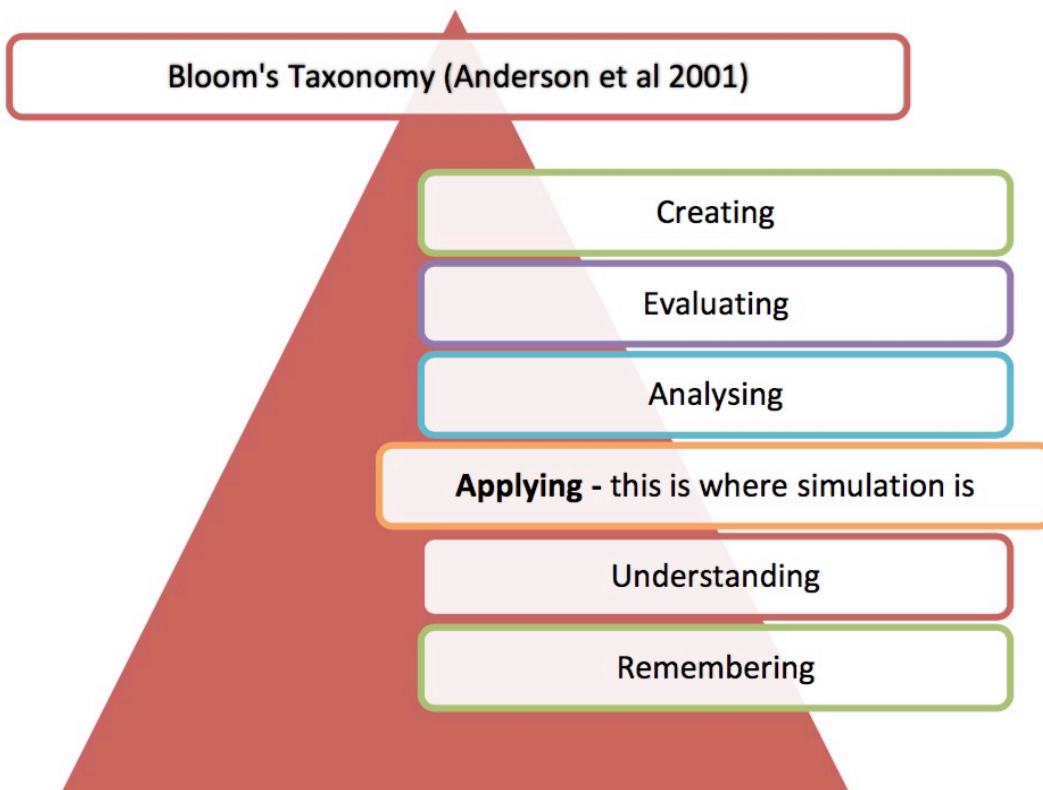 Bloom's Taxonomy (Anderson et al 2001)
Creating
Evaluating
Analysing
Applying - this is where simulation is
Understanding
Remembering